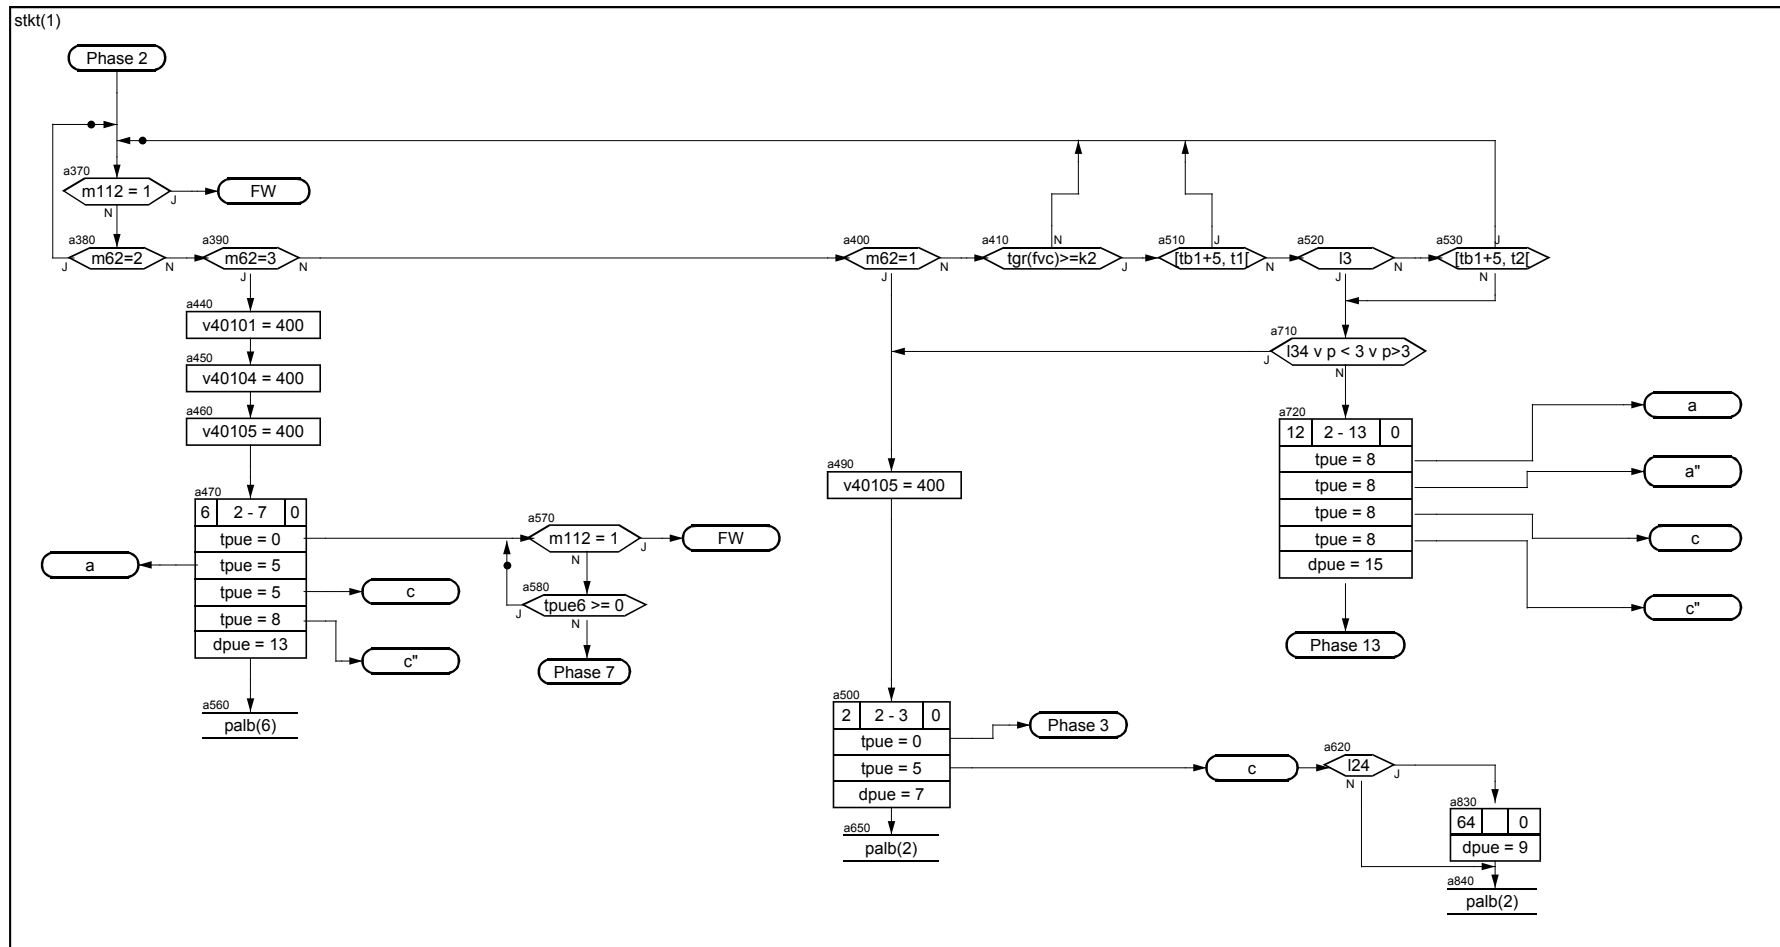 stkt(1)
Phase 2
a370
m112 = 1
J
N
FW
a380
m62=2
J
N
a390
m62=3
N
J
a400
m62=1
N
J
a410
tgr(fvc)>=k2
N
J
a510
[tb1+5, t1[
J
N
a520
l3
N
J
a530
[tb1+5, t2[
J
N
a440
v40101 = 400
a450
v40104 = 400
a460
v40105 = 400
a470
6 2 - 7 0
tpue = 0
tpue = 5
tpue = 5
tpue = 8
dpue = 13
a
c
c"
a560
palb(6)
a570
m112 = 1
J
N
FW
a580
tpue6 >= 0
J
N
Phase 7
a710
l34 v p < 3 v p>3
J
N
a720
12 2 - 13 0
tpue = 8
tpue = 8
tpue = 8
tpue = 8
dpue = 15
a
a"
c
c"
Phase 13
a490
v40105 = 400
a500
2 2 - 3 0
tpue = 0
tpue = 5
dpue = 7
Phase 3
a650
palb(2)
c
a620
l24
J
N
a830
64 0
dpue = 9
a840
palb(2)